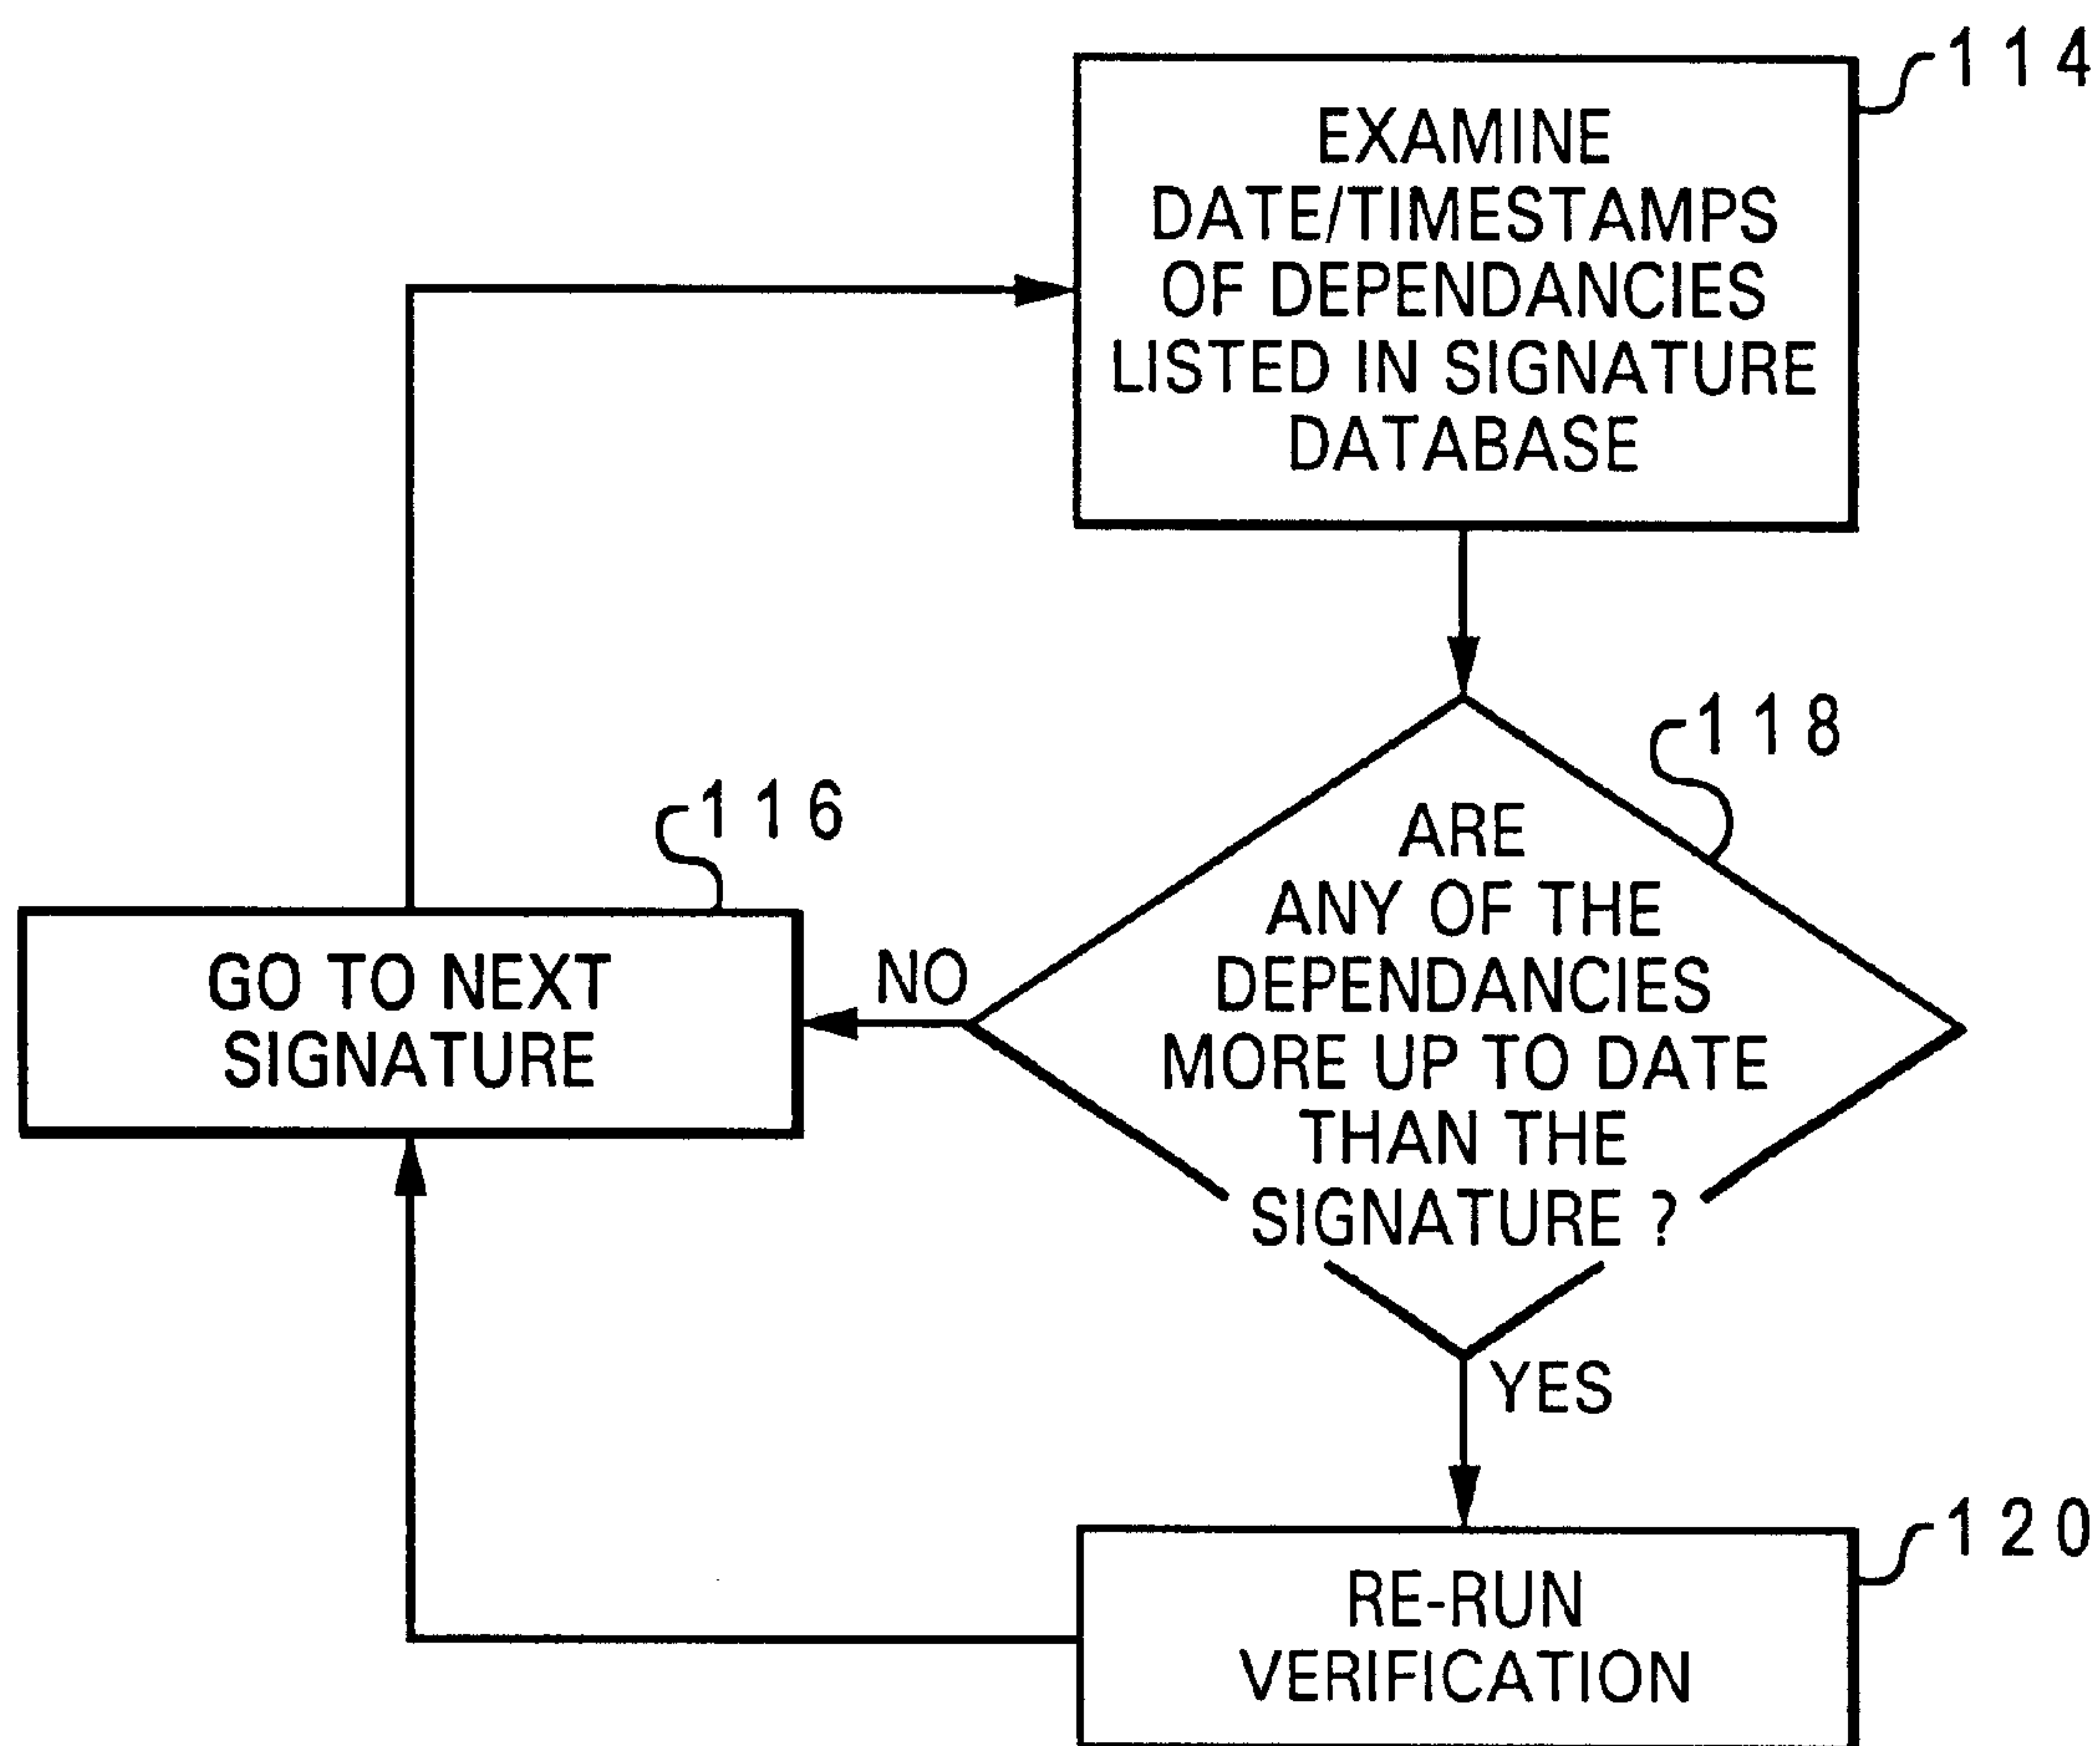 114
EXAMINE
DATE/TIMESTAMPS
OF DEPENDANCIES
LISTED IN SIGNATURE
DATABASE
118
ARE
ANY OF THE
DEPENDANCIES
MORE UP TO DATE
THAN THE
SIGNATURE ?
NO
116
GO TO NEXT
SIGNATURE
YES
120
RE-RUN
VERIFICATION